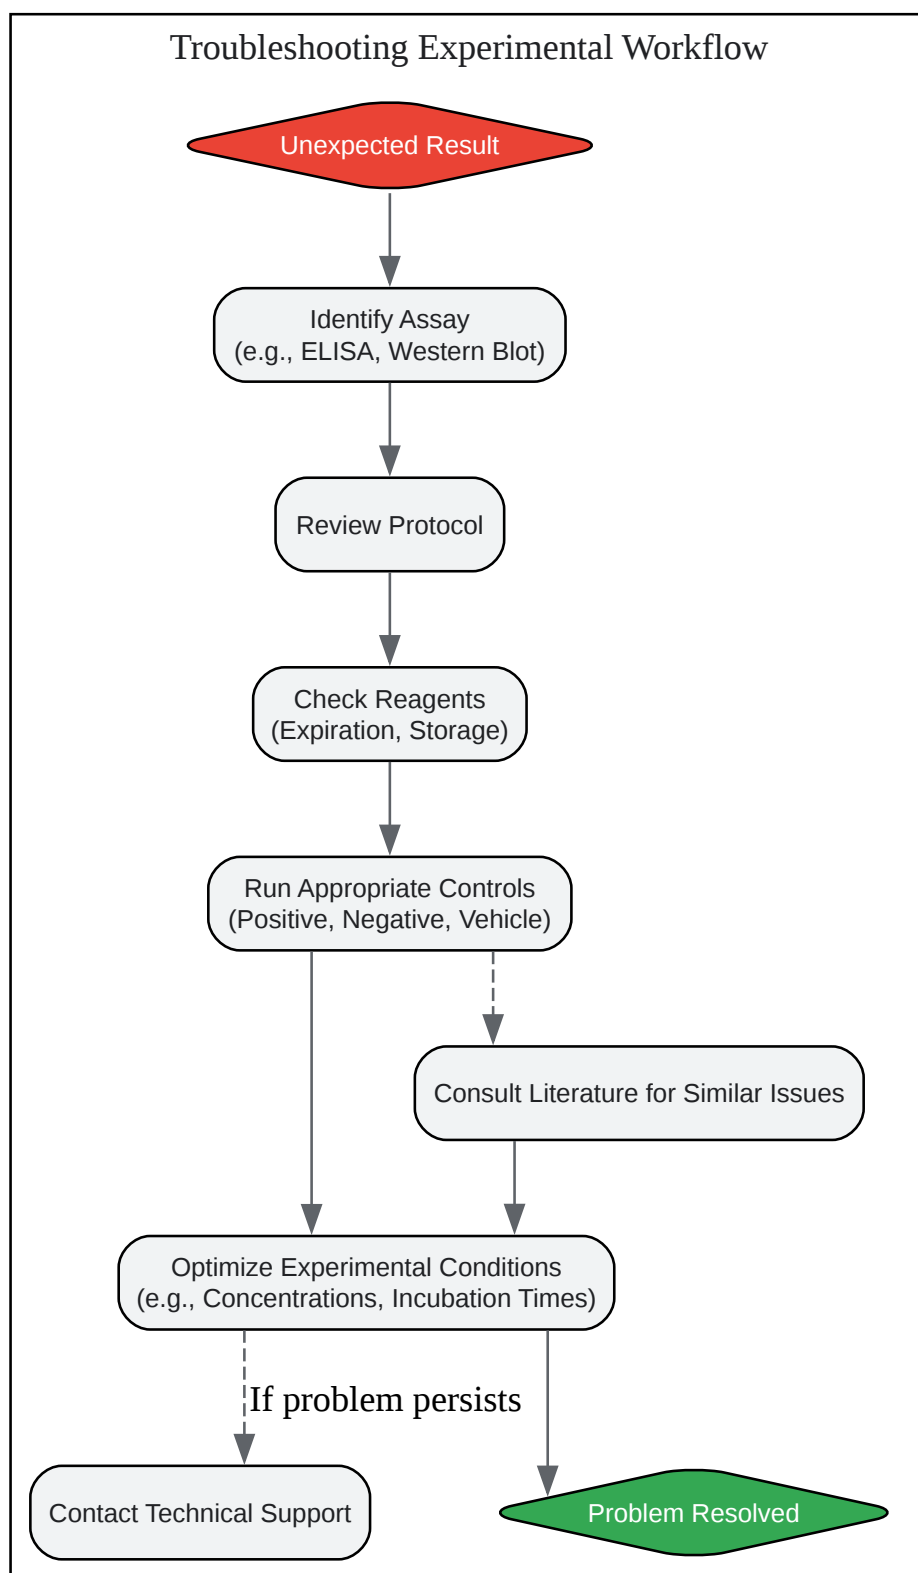 Troubleshooting Experimental Workflow
Unexpected Result
Identify Assay
(e.g., ELISA, Western Blot)
Review Protocol
Check Reagents
(Expiration, Storage)
Run Appropriate Controls
(Positive, Negative, Vehicle)
Consult Literature for Similar Issues
Optimize Experimental Conditions
(e.g., Concentrations, Incubation Times)
If problem persists
Contact Technical Support
Problem Resolved